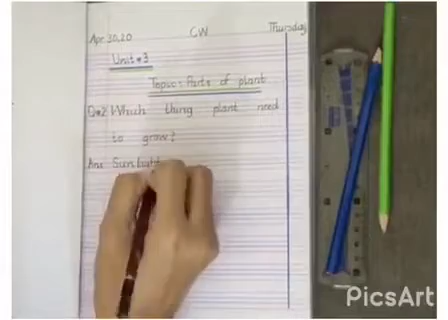 Apr 30,20 CW Thursday
Unit # 3
Topic: Parts of plant
Q#2: Which thing plant need
to grow?
Ans Sunlight
PicsArt